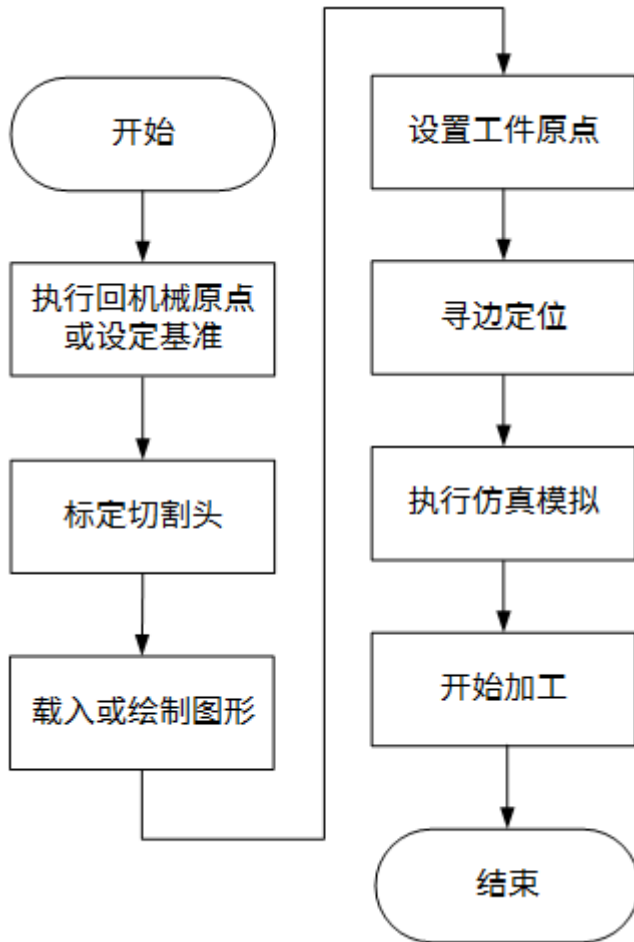 开始
执行回机械原点
或设定基准
标定切割头
载入或绘制图形
设置工件原点
寻边定位
执行仿真模拟
开始加工
结束